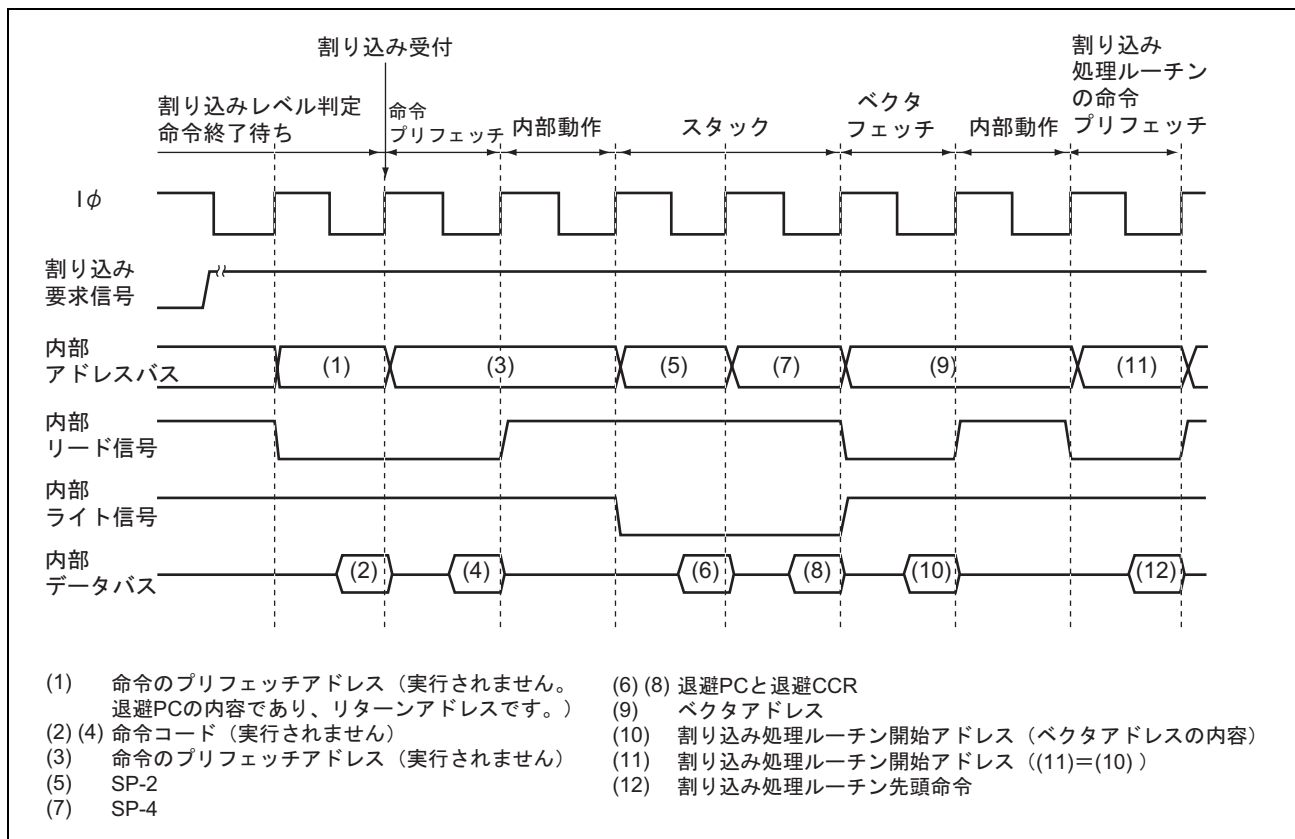 割り込み受付
割り込みレベル判定
命令終了待ち
命令
プリフェッチ
内部動作
スタック
ベクタ
フェッチ
内部動作
割り込み
処理ルーチン
の命令
プリフェッチ
Iφ
割り込み
要求信号
内部
アドレスバス
(1)
(3)
(5)
(7)
(9)
(11)
内部
リード信号
内部
ライト信号
内部
データバス
(2)
(4)
(6)
(8)
(10)
(12)
(1) 命令のプリフェッチアドレス（実行されません。
退避PCの内容であり、リターンアドレスです。）
(2) (4) 命令コード（実行されません）
(3) 命令のプリフェッチアドレス（実行されません）
(5) SP-2
(7) SP-4
(6) (8) 退避PCと退避CCR
(9) ベクタアドレス
(10) 割り込み処理ルーチン開始アドレス（ベクタアドレスの内容）
(11) 割り込み処理ルーチン開始アドレス（(11)＝(10) ）
(12) 割り込み処理ルーチン先頭命令